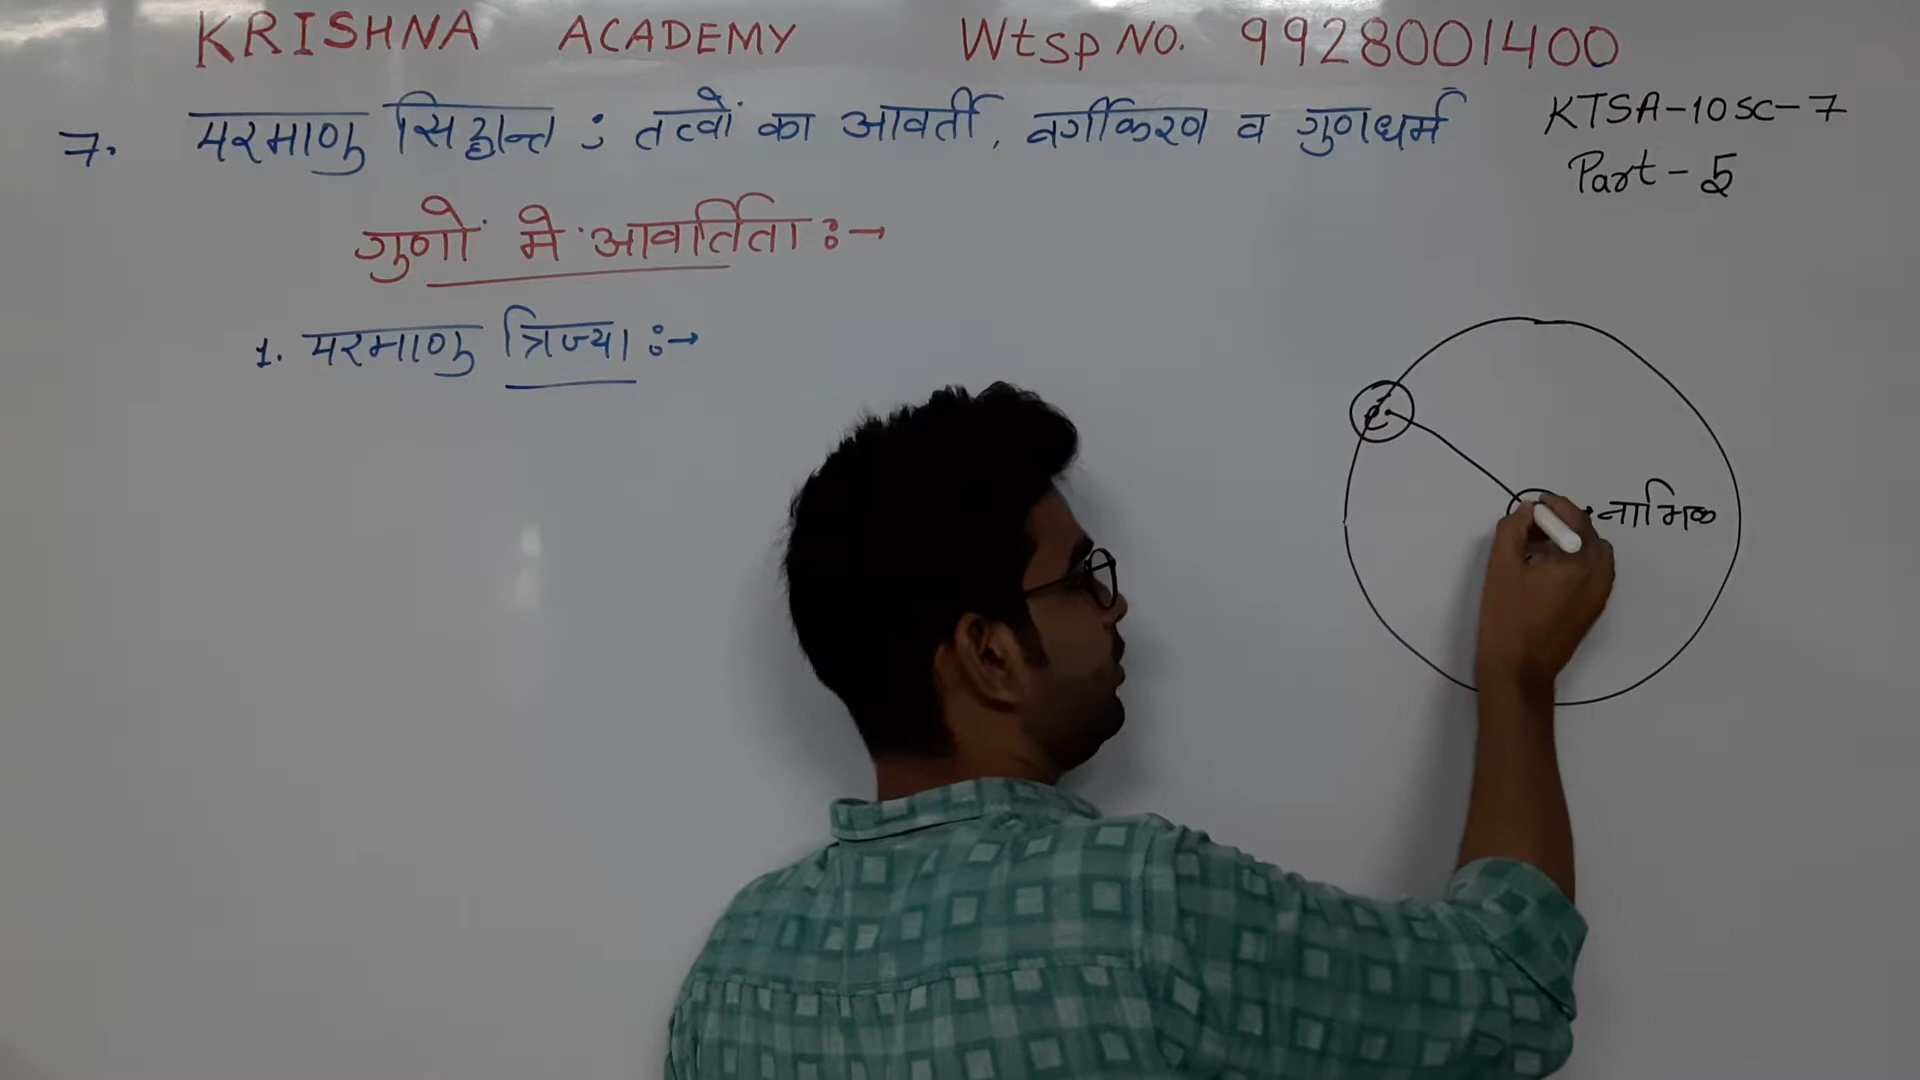 KRISHNA ACADEMY Wtsp NO. 9928001400
7. परमाणु सिद्धान्त : तत्वों का आवर्ती वर्गीकरण व गुणधर्म
KTSA-10SC-7
Part-5
गुणों में आवर्तिता :→
1. परमाणु त्रिज्या :→
e⁻
नाभिक